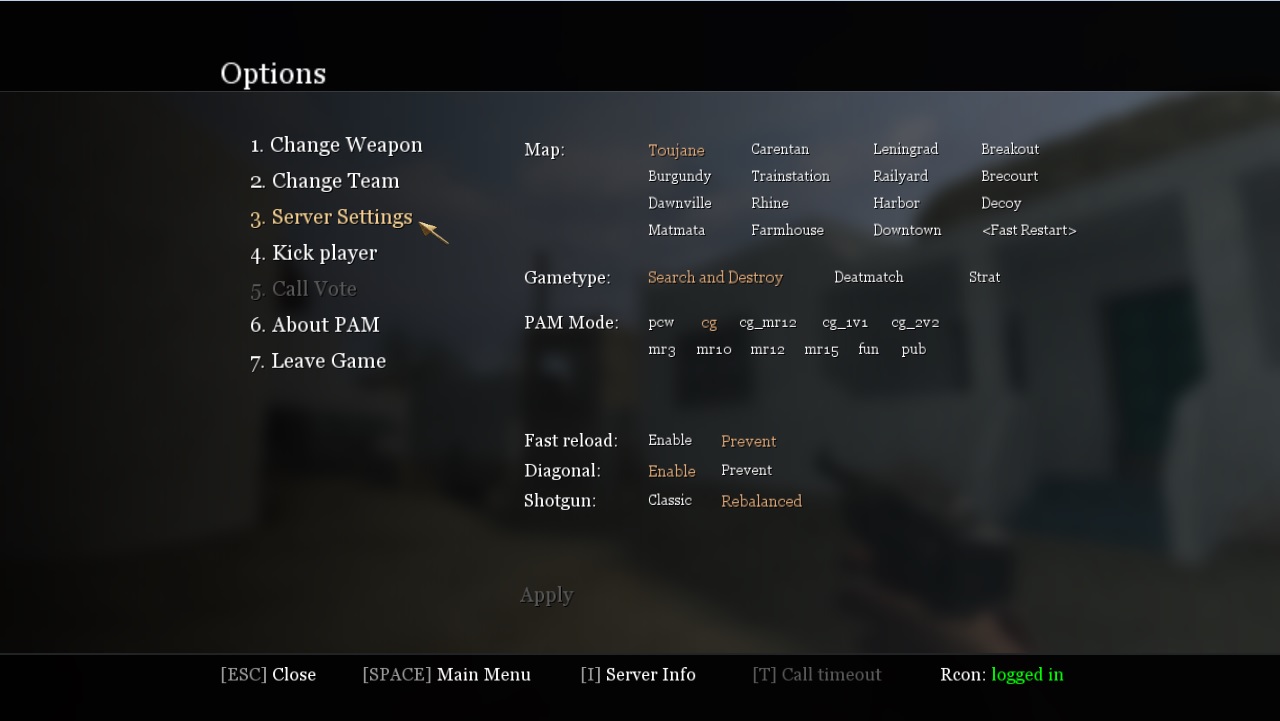 Options
1. Change Weapon
2. Change Team
3. Server Settings
4. Kick player
5. Call Vote
6. About PAM
7. Leave Game
Map: Toujane Carentan Leningrad Breakout
Burgundy Trainstation Railyard Brecourt
Dawnville Rhine Harbor Decoy
Matmata Farmhouse Downtown <Fast Restart>
Gametype: Search and Destroy Deatmatch Strat
PAM Mode: pcw cg cg_mr12 cg_1v1 cg_2v2
mr3 mr10 mr12 mr15 fun pub
Fast reload: Enable Prevent
Diagonal: Enable Prevent
Shotgun: Classic Rebalanced
Apply
[ESC] Close [SPACE] Main Menu [I] Server Info [T] Call timeout Rcon: logged in